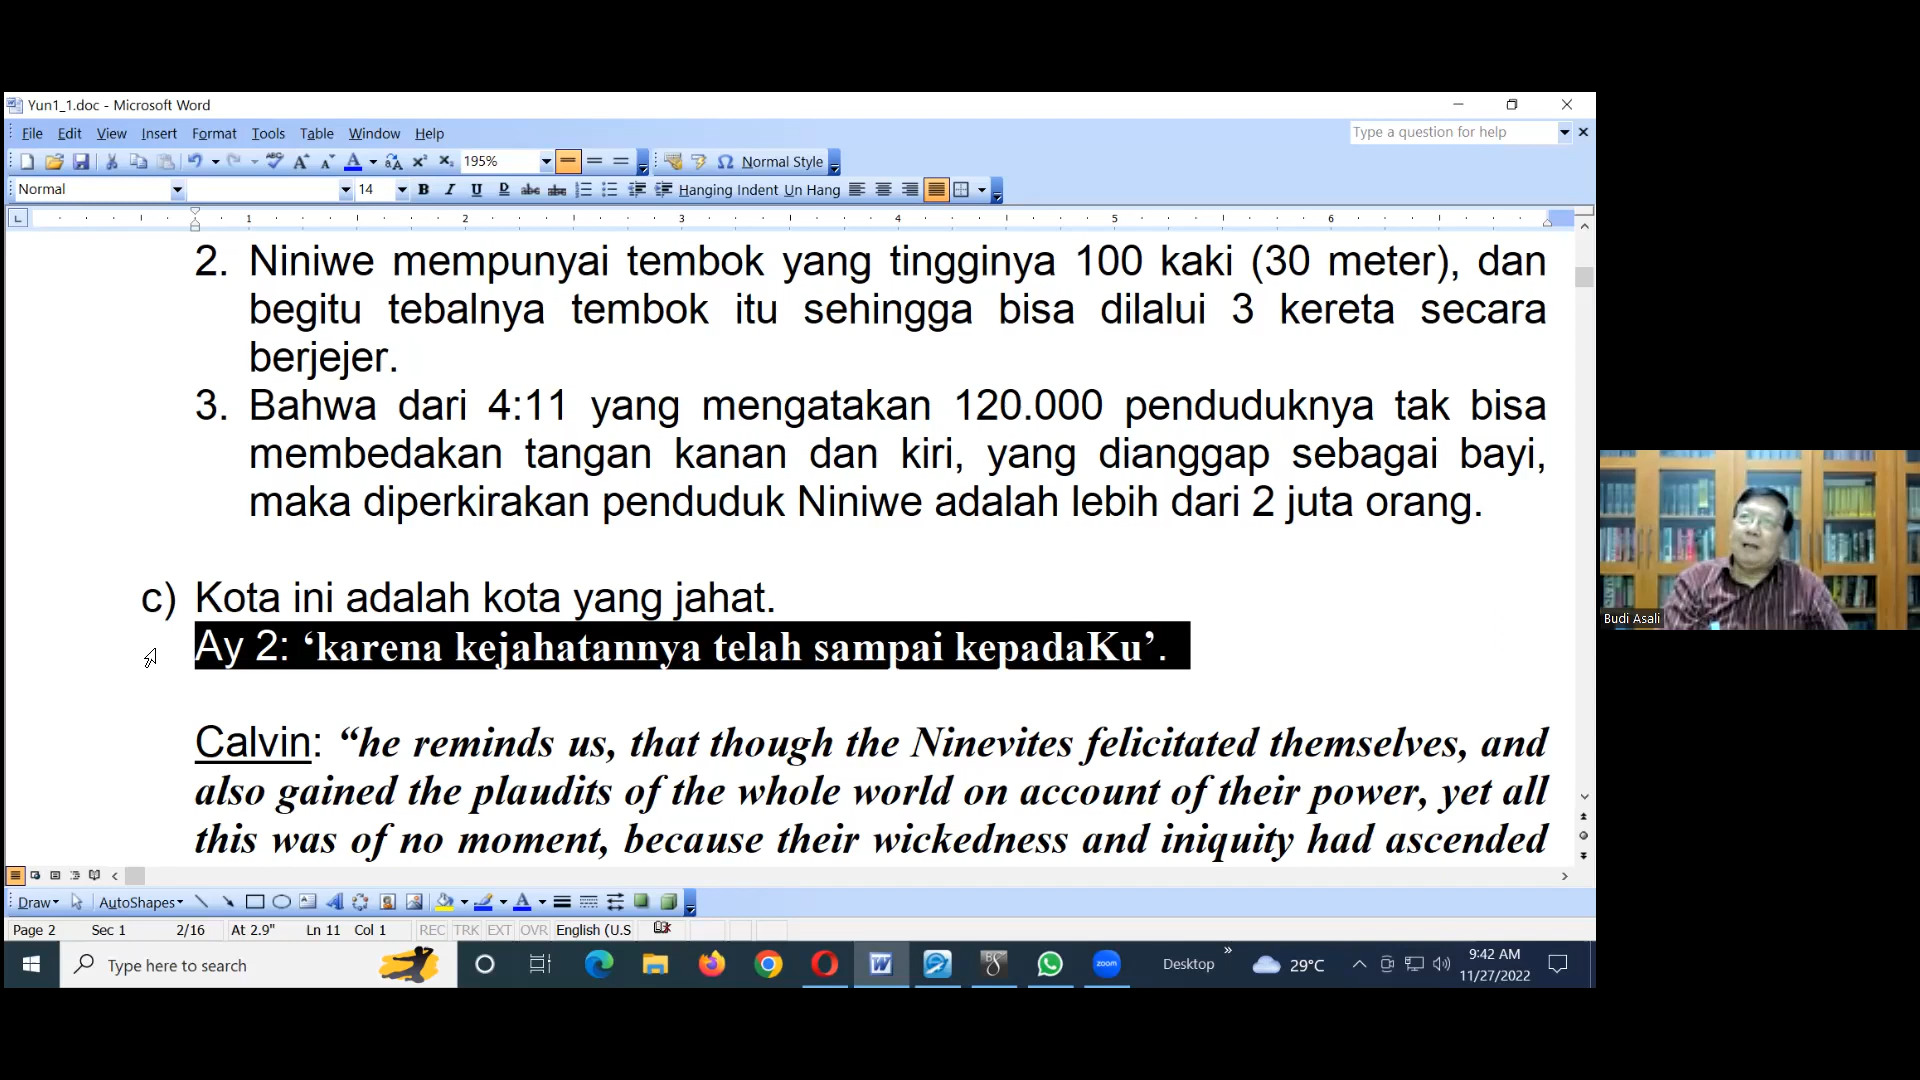 Yun1_1.doc - Microsoft Word
File Edit View Insert Format Tools Table Window Help
Type a question for help
195%
Normal Style
Normal
14
Hanging Indent Un Hang
1 2 3 4 5 6
2. Niniwe mempunyai tembok yang tingginya 100 kaki (30 meter), dan
begitu tebalnya tembok itu sehingga bisa dilalui 3 kereta secara
berjejer.
3. Bahwa dari 4:11 yang mengatakan 120.000 penduduknya tak bisa
membedakan tangan kanan dan kiri, yang dianggap sebagai bayi,
maka diperkirakan penduduk Niniwe adalah lebih dari 2 juta orang.
c) Kota ini adalah kota yang jahat.
Ay 2: ‘karena kejahatannya telah sampai kepadaKu’.
Calvin: “he reminds us, that though the Ninevites felicitated themselves, and
also gained the plaudits of the whole world on account of their power, yet all
this was of no moment, because their wickedness and iniquity had ascended
Budi Asali
Draw AutoShapes
Page 2 Sec 1 2/16 At 2.9" Ln 11 Col 1 REC TRK EXT OVR English (U.S
Type here to search
zoom
Desktop
29°C
9:42 AM
11/27/2022